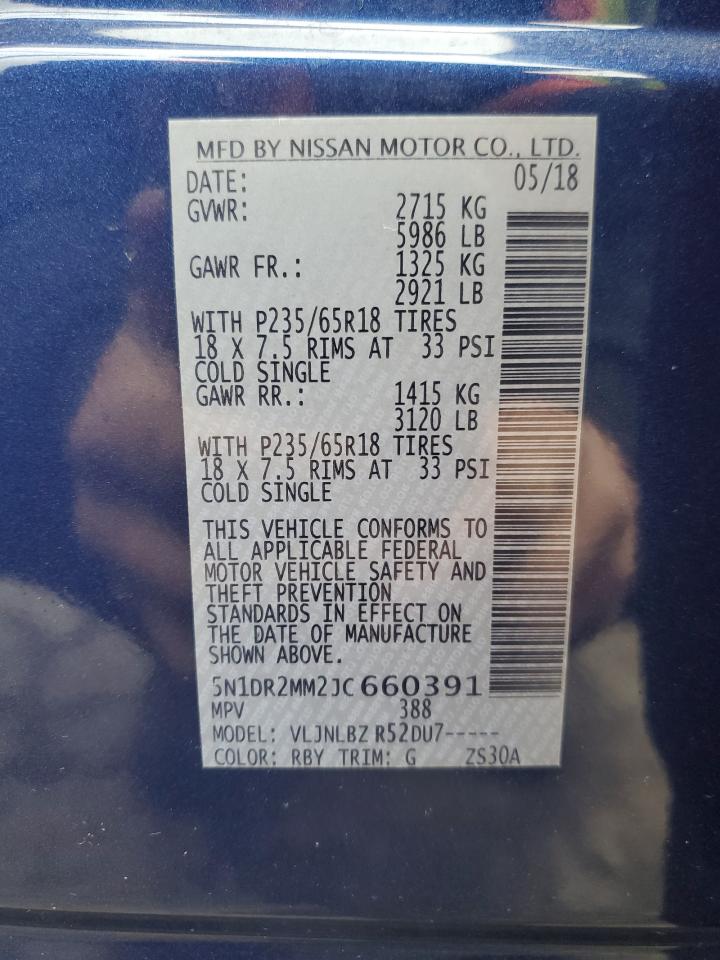 MFD BY NISSAN MOTOR CO., LTD.
DATE: 05/18
GVWR: 2715 KG
5986 LB
GAWR FR.: 1325 KG
2921 LB
WITH P235/65R18 TIRES
18 X 7.5 RIMS AT 33 PSI
COLD SINGLE
GAWR RR.: 1415 KG
3120 LB
WITH P235/65R18 TIRES
18 X 7.5 RIMS AT 33 PSI
COLD SINGLE
THIS VEHICLE CONFORMS TO
ALL APPLICABLE FEDERAL
MOTOR VEHICLE SAFETY AND
THEFT PREVENTION
STANDARDS IN EFFECT ON
THE DATE OF MANUFACTURE
SHOWN ABOVE.
5N1DR2MM2JC660391
MPV 388
MODEL: VLJNLBZ R52DU7-----
COLOR: RBY TRIM: G ZS30A